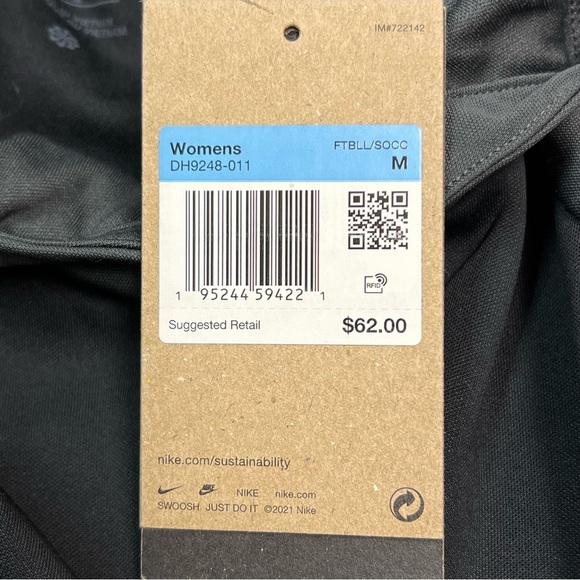 IM#722142
Womens FTBLL/SOCC
DH9248-011 M
1 95244 59422 1
RFID
Suggested Retail $62.00
nike.com/sustainability
NIKE nike.com
SWOOSH JUST DO IT ©2021 Nike